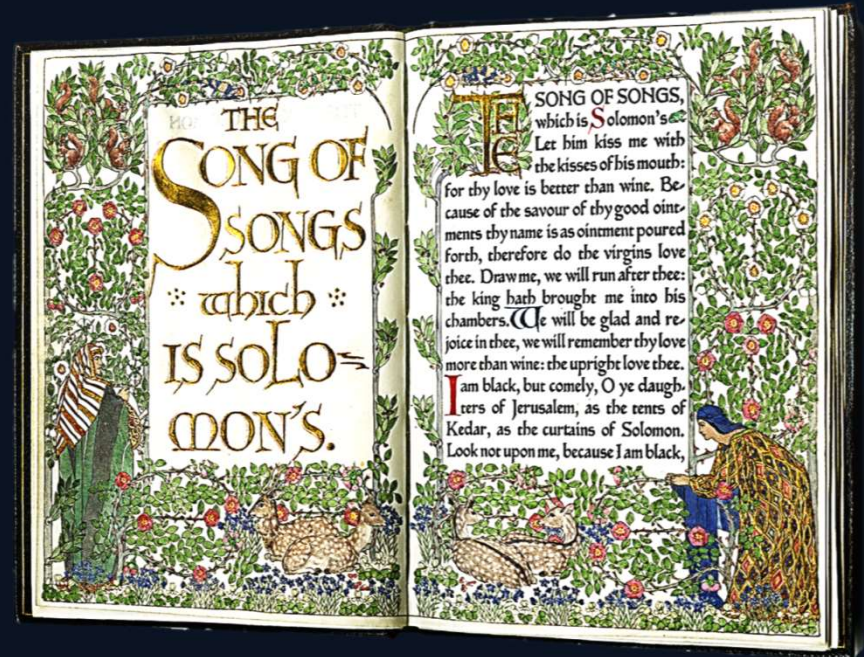 THE
SONG OF
SONGS
which
IS SOLO=
MON'S.
THE SONG OF SONGS,
which is Solomon's
Let him kiss me with
the kisses of his mouth:
for thy love is better than wine. Be-
cause of the savour of thy good oint-
ments thy name is as ointment poured
forth, therefore do the virgins love
thee. Draw me, we will run after thee:
the king hath brought me into his
chambers. We will be glad and re-
joice in thee, we will remember thy love
more than wine: the upright love thee.
I am black, but comely, O ye daugh-
ters of Jerusalem, as the tents of
Kedar, as the curtains of Solomon.
Look not upon me, because I am black,